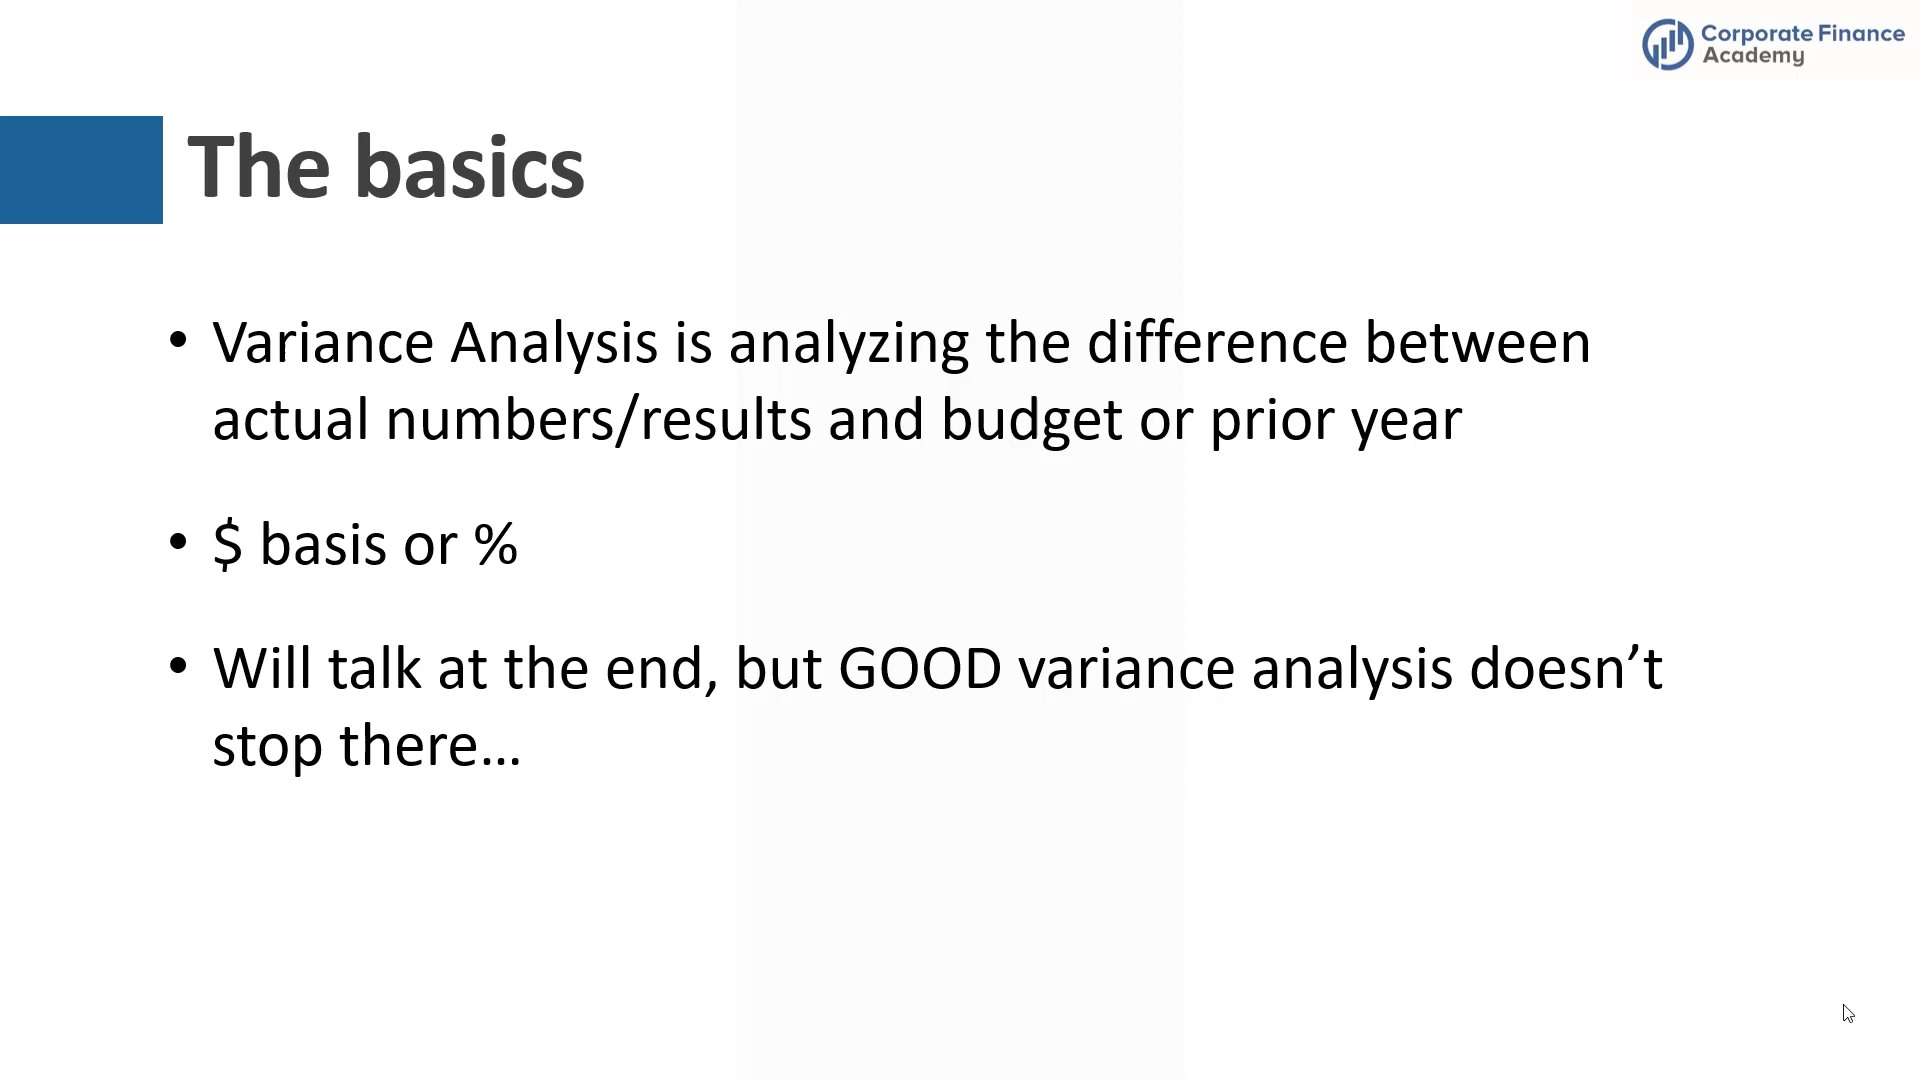 Corporate Finance
Academy
The basics
• Variance Analysis is analyzing the difference between
actual numbers/results and budget or prior year
• $ basis or %
• Will talk at the end, but GOOD variance analysis doesn’t
stop there…